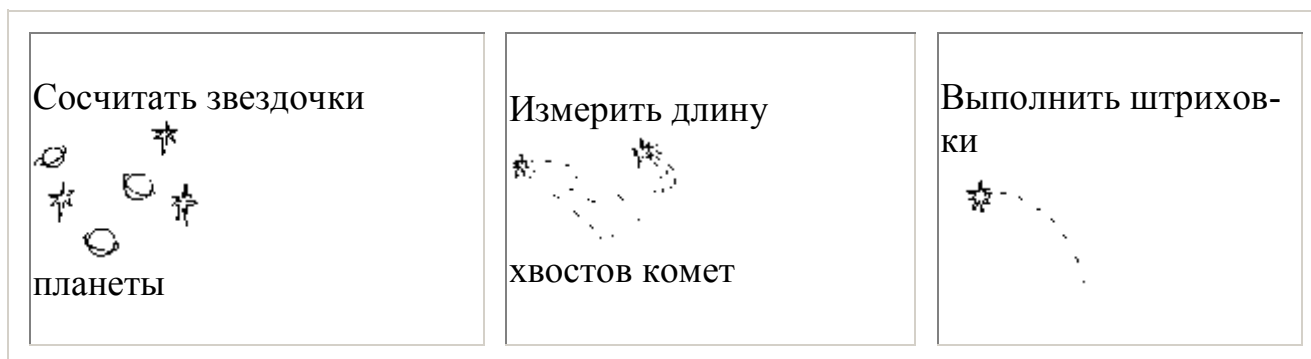 Сосчитать звездочки
планеты
Измерить длину
хвостов комет
Выполнить штрихов-
ки